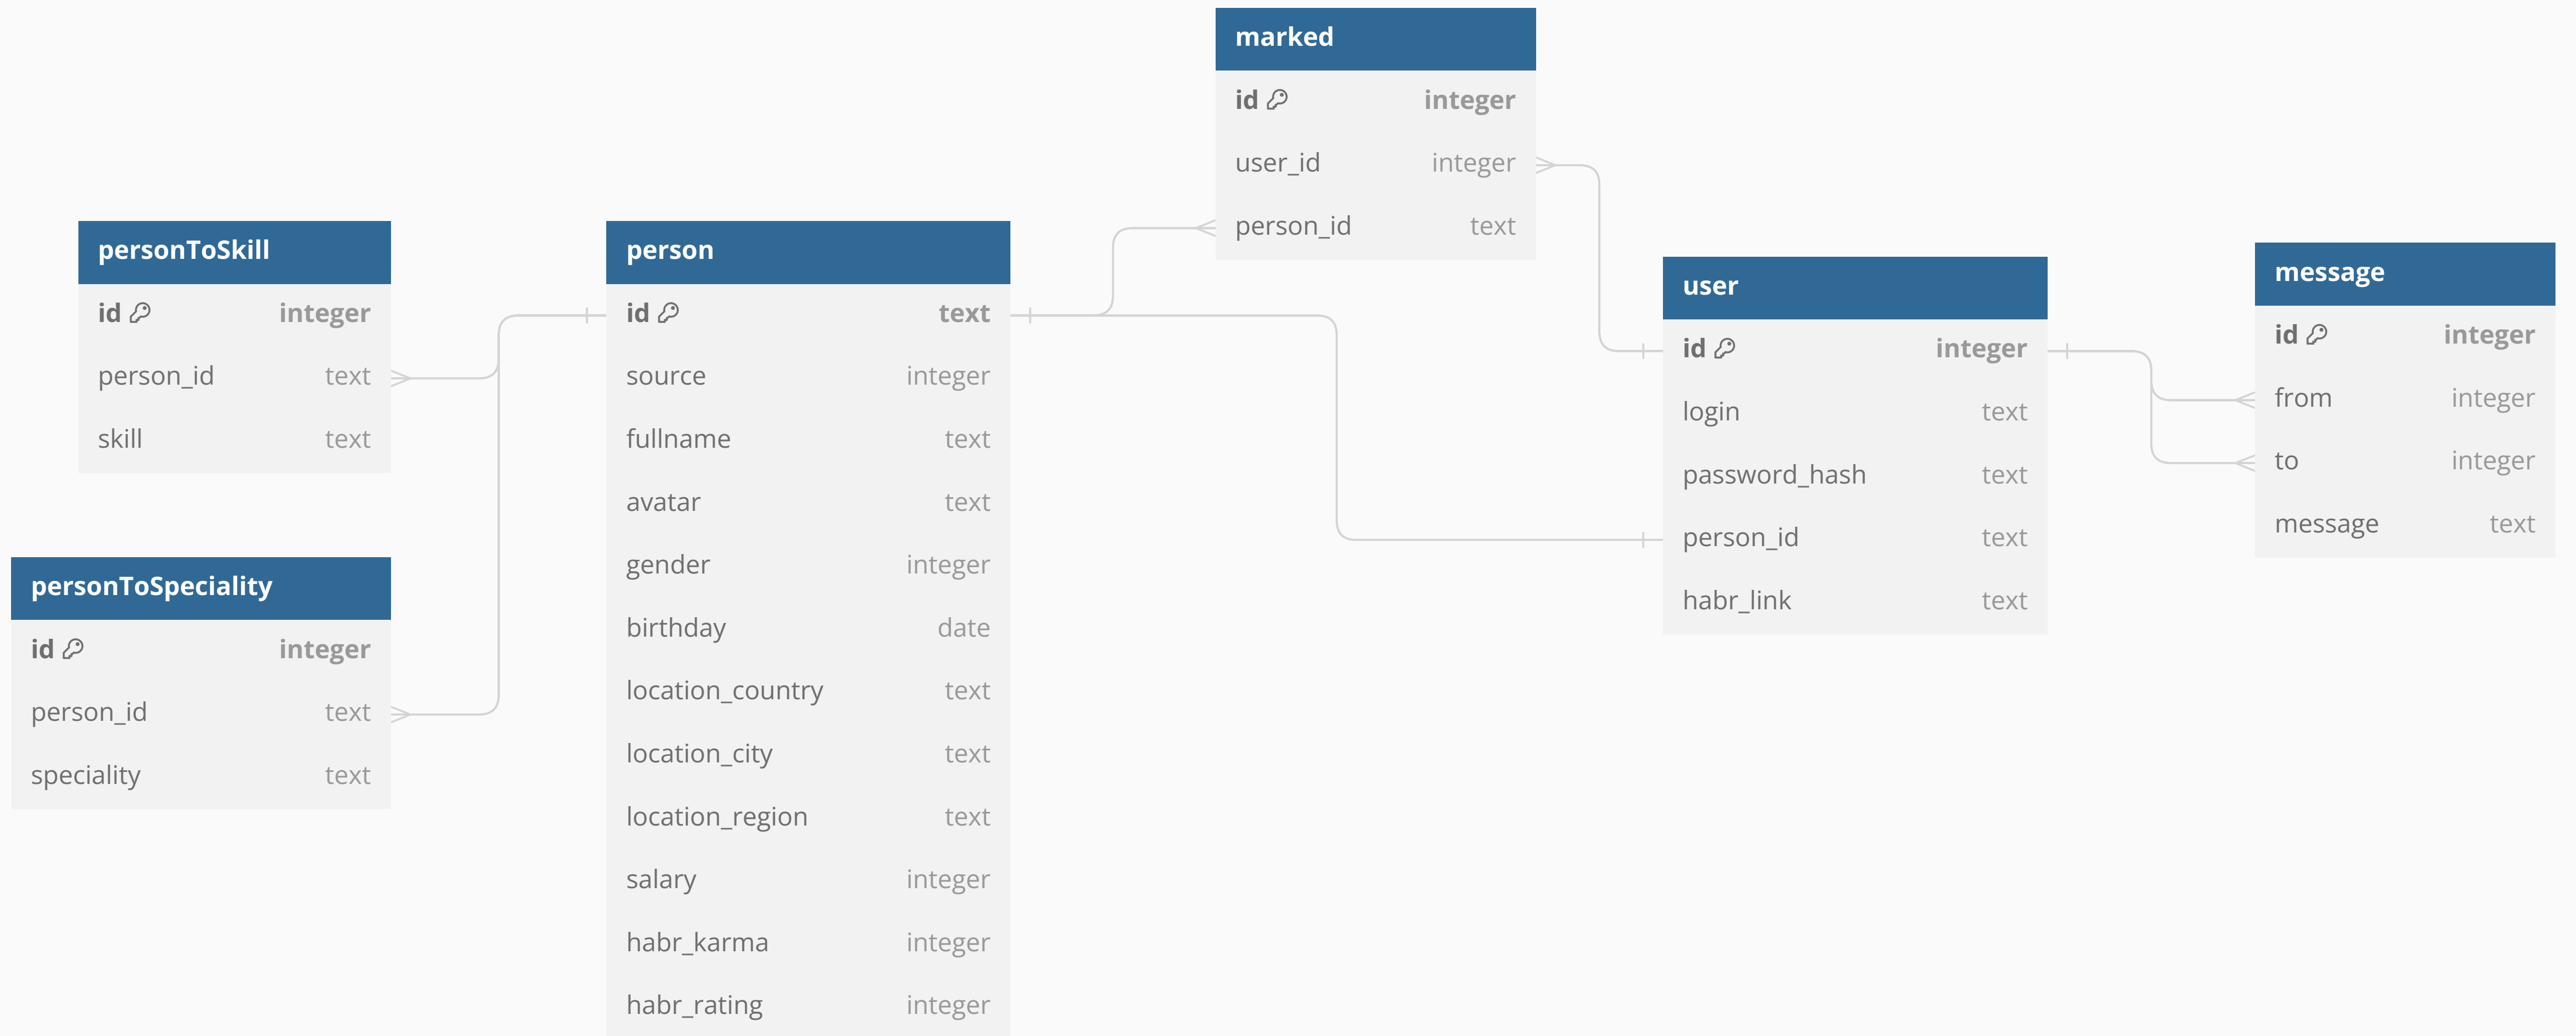 marked
id integer
user_id integer
person_id text
personToSkill
id integer
person_id text
skill text
person
id text
source integer
fullname text
avatar text
gender integer
birthday date
location_country text
location_city text
location_region text
salary integer
habr_karma integer
habr_rating integer
user
id integer
login text
password_hash text
person_id text
habr_link text
message
id integer
from integer
to integer
message text
personToSpeciality
id integer
person_id text
speciality text